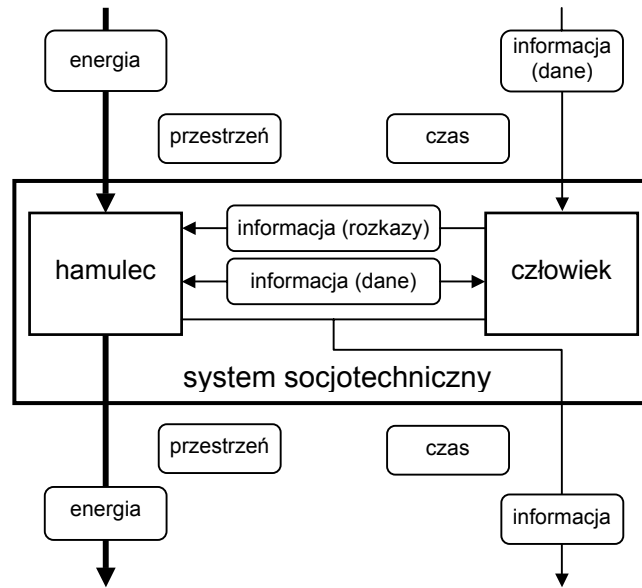 energia
informacja
(dane)
przestrzeń
czas
informacja (rozkazy)
hamulec
człowiek
informacja (dane)
system socjotechniczny
przestrzeń
czas
energia
informacja